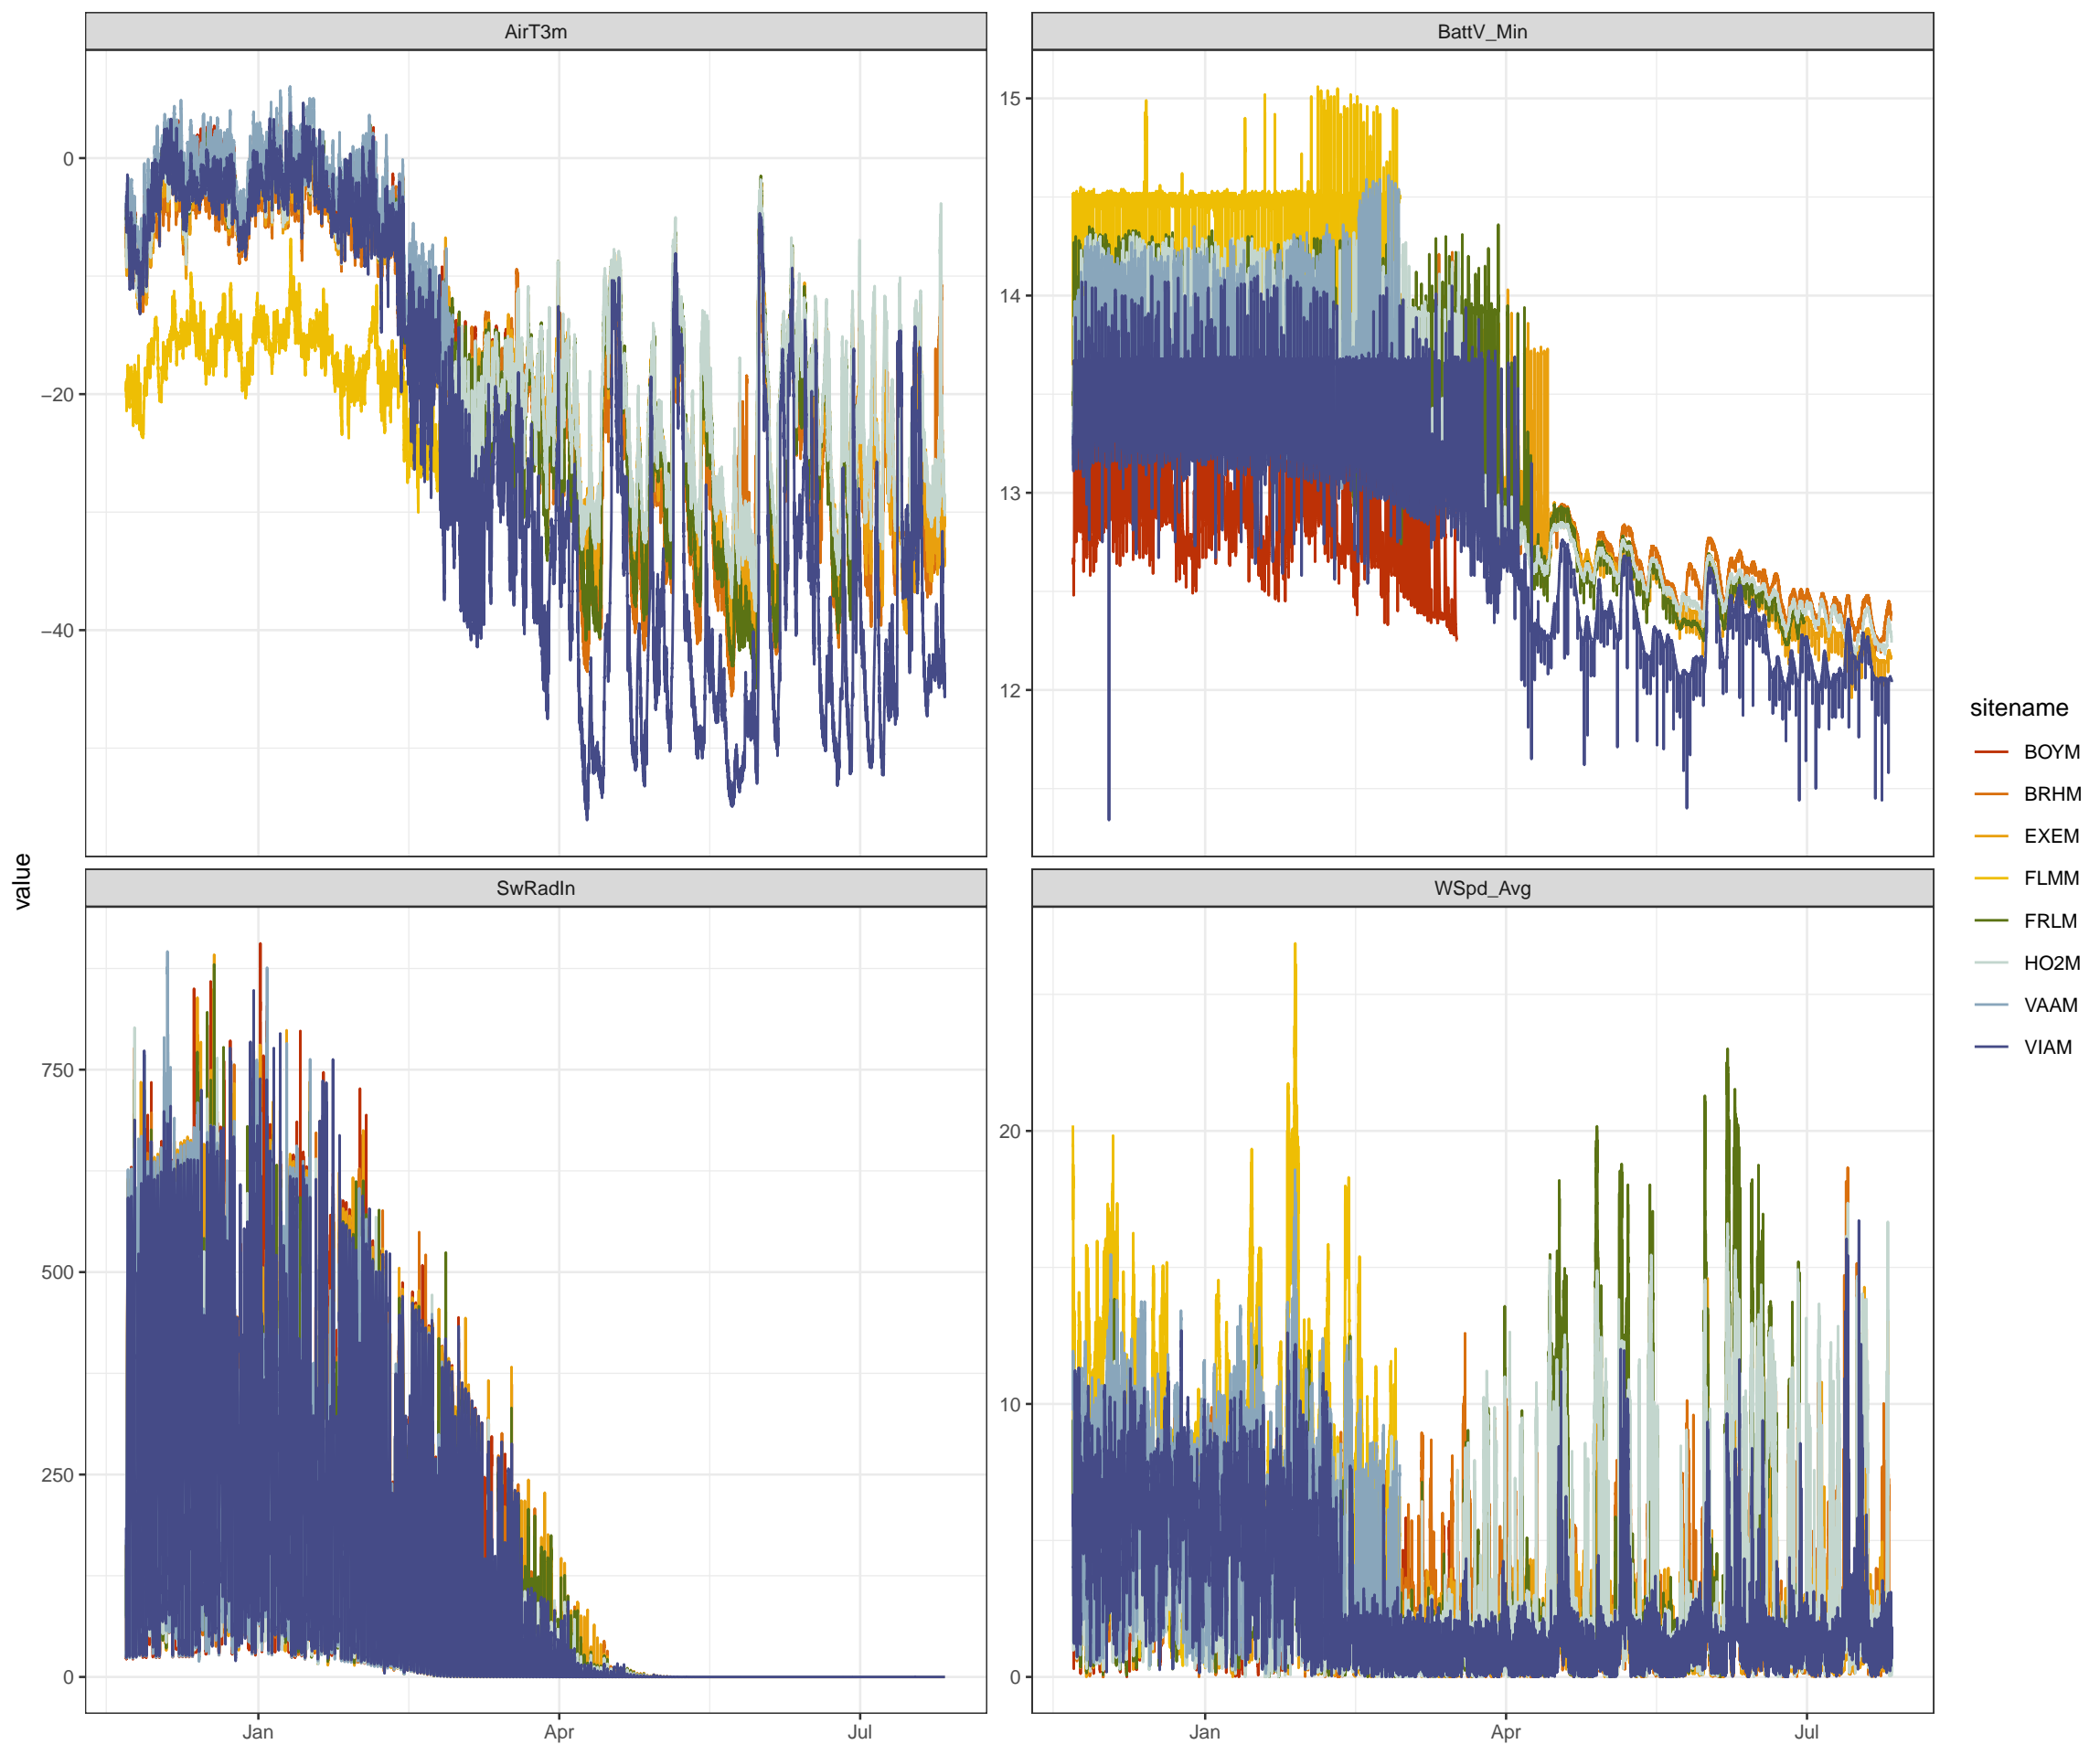 AirT3m
BattV_Min
0
−20
−40
15
14
13
12
value
SwRadIn
WSpd_Avg
750
500
250
0
20
10
0
Jan
Apr
Jul
Jan
Apr
Jul
sitename
BOYM
BRHM
EXEM
FLMM
FRLM
HO2M
VAAM
VIAM